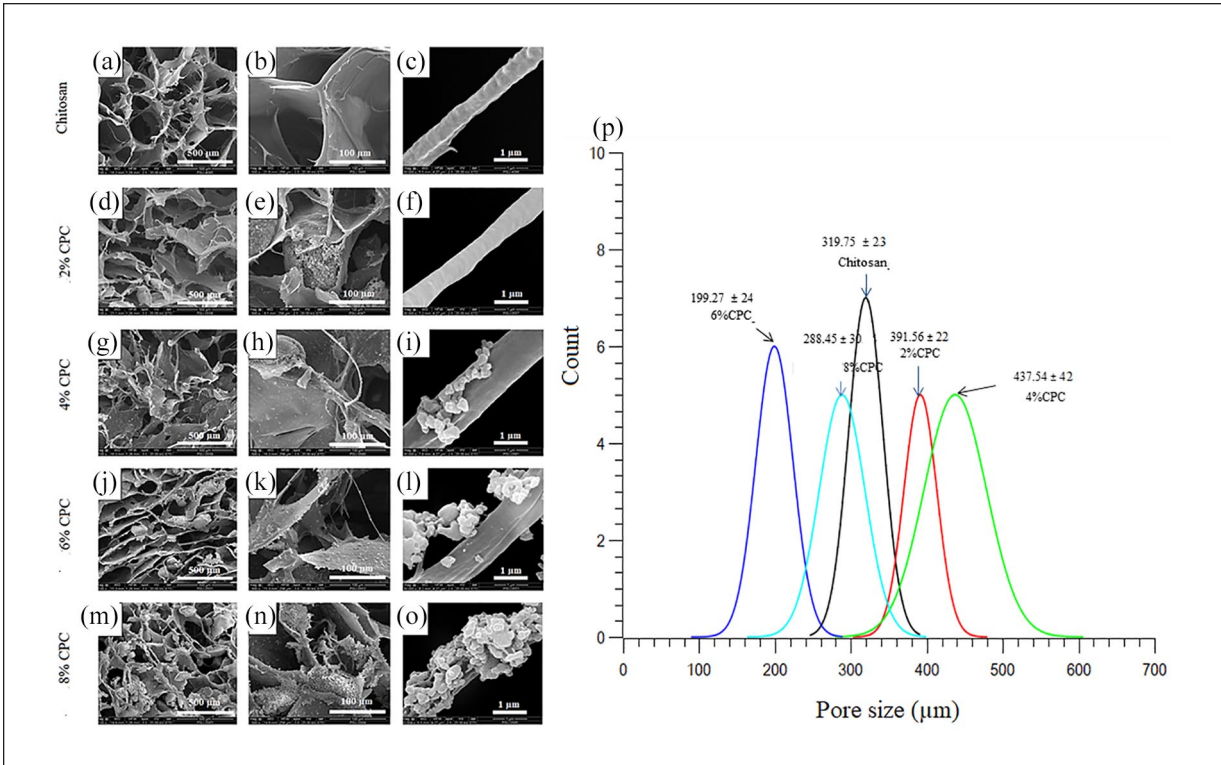 Chitosan
(a)
500 µm
(b)
100 µm
(c)
1 µm
.2% CPC
(d)
500 µm
(e)
100 µm
(f)
1 µm
4% CPC
(g)
500 µm
(h)
100 µm
(i)
1 µm
.6% CPC
(j)
500 µm
(k)
100 µm
(l)
1 µm
.8% CPC
(m)
500 µm
(n)
100 µm
(o)
1 µm
(p)
Count
10
8
6
4
2
0
319.75 ± 23
Chitosan
199.27 ± 24
6%CPC
288.45 ± 30
8%CPC
391.56 ± 22
2%CPC
437.54 ± 42
4%CPC
0 100 200 300 400 500 600 700
Pore size (µm)